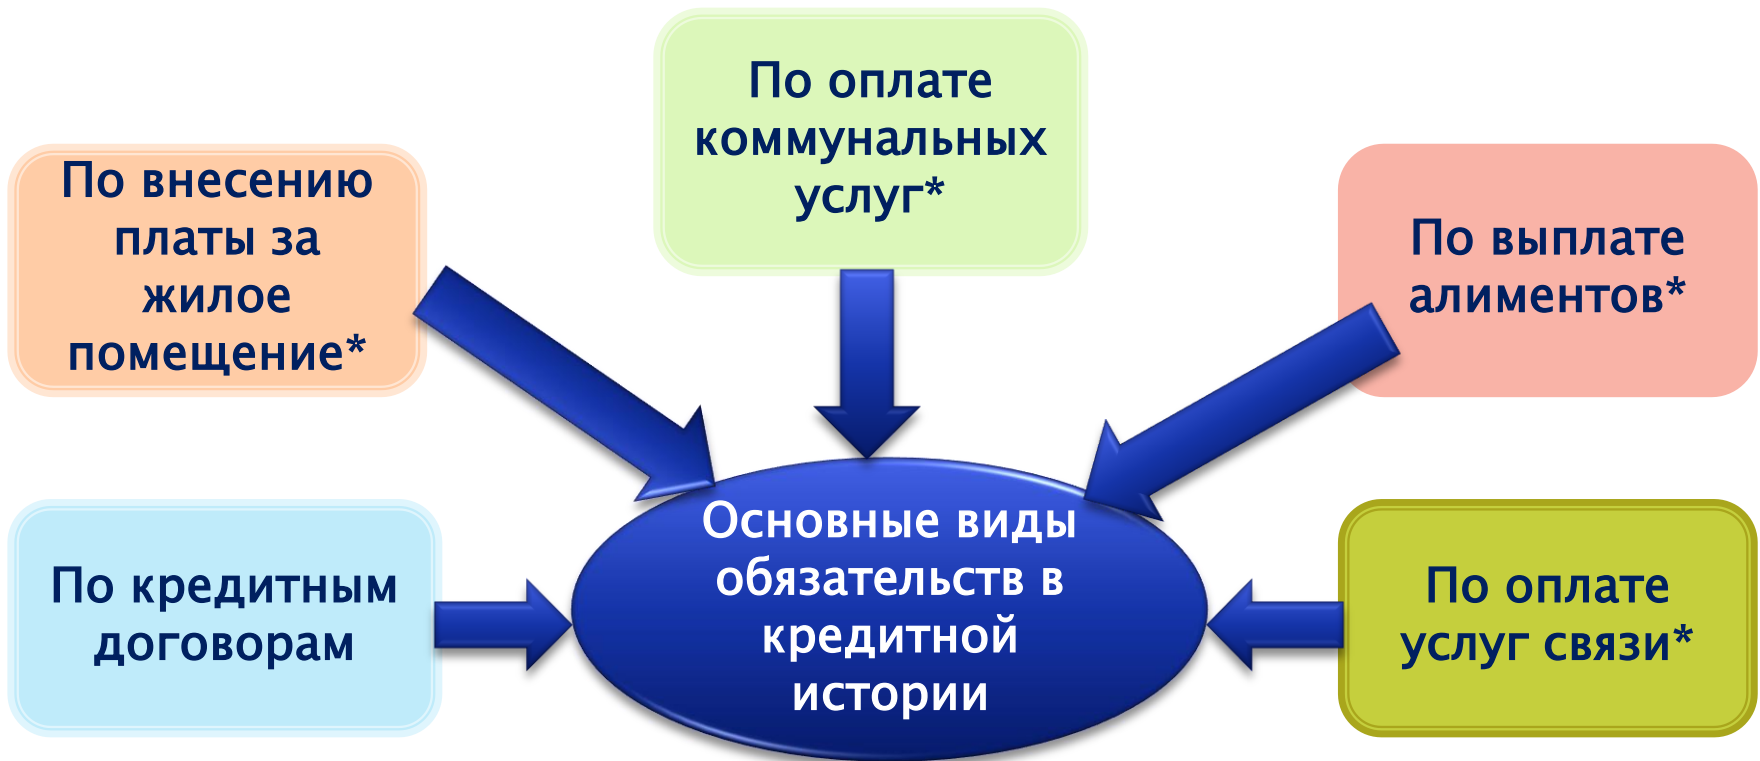 По оплате
коммунальных
услуг*
По внесению
платы за
жилое
помещение*
По выплате
алиментов*
По кредитным
договорам
Основные виды
обязательств в
кредитной
истории
По оплате
услуг связи*